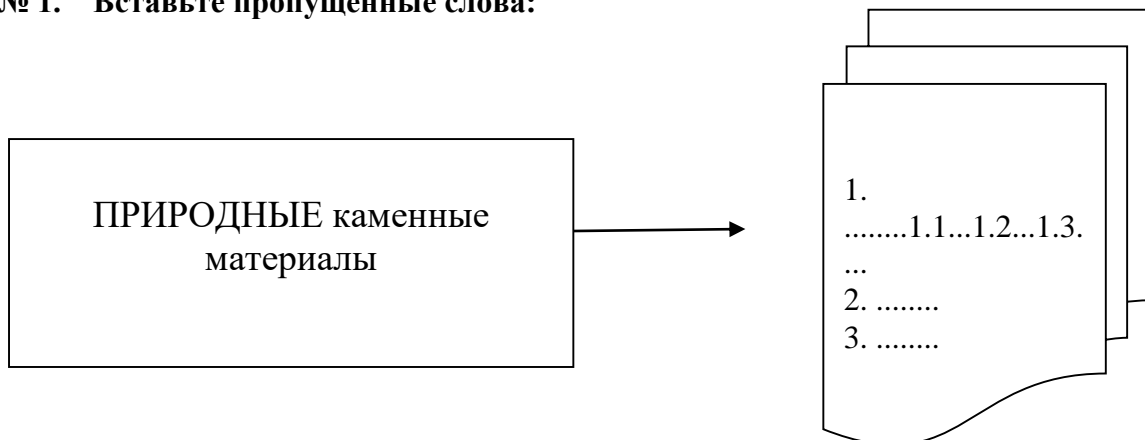 № 1. Вставьте пропущенные слова:
ПРИРОДНЫЕ каменные
материалы
1.
........1.1...1.2...1.3.
...
2. ........
3. ........